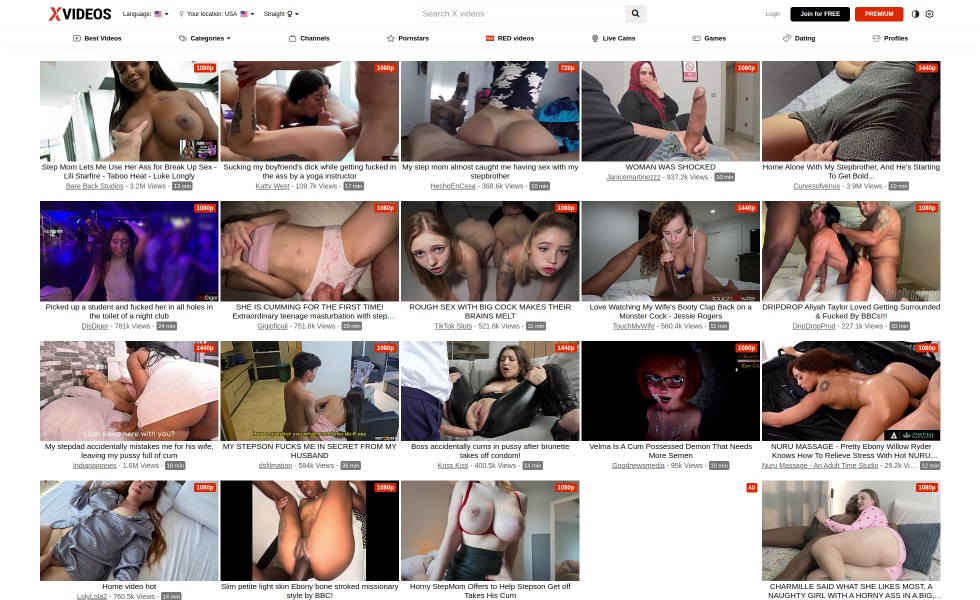 XVIDEOS
Language:
Your location: USA
Straight
Search X videos
Login
Join for FREE
PREMIUM
Best Videos
Categories
Channels
Pornstars
RED videos
Live Cams
Games
Dating
Profiles
1080p
Step Mom Lets Me Use Her Ass for Break Up Sex -
Lili Starfire - Taboo Heat - Luke Longly
Bare Back Studios - 3.2M Views - 13 min
1080p
Sucking my boyfriend's dick while getting fucked in
the ass by a yoga instructor
Katty West - 109.7k Views - 17 min
720p
My step mom almost caught me having sex with my
stepbrother
HechoEnCasa - 368.6k Views - 10 min
1080p
WOMAN WAS SHOCKED
Janicemartinezzz - 937.2k Views - 10 min
1440p
Home Alone With My Stepbrother, And He's Starting
To Get Bold...
Curvesofvenus - 3.9M Views - 10 min
1080p
Picked up a student and fucked her in all holes in
the toilet of a night club
DisDiger - 781k Views - 24 min
1080p
SHE IS CUMMING FOR THE FIRST TIME!
Extraordinary teenage masturbation with step...
Gigioficial - 751.6k Views - 29 min
1080p
ROUGH SEX WITH BIG COCK MAKES THEIR
BRAINS MELT
TikTok Sluts - 521.6k Views - 11 min
1440p
Love Watching My Wife's Booty Clap Back on a
Monster Cock - Jessie Rogers
TouchMyWife - 560.4k Views - 11 min
1080p
DripDropProd
DRIPDROP Aliyah Taylor Loved Getting Surrounded
& Fucked By BBCs!!!
DripDropProd - 227.1k Views - 10 min
1440p
i can sleep here with you?
My stepdad accidentally mistakes me for his wife,
leaving my pussy full of cum
Indianajonnes - 1.6M Views - 10 min
1080p
MY STEPSON FUCKS ME IN SECRET FROM MY
HUSBAND
dsfilmation - 584k Views - 36 min
1440p
Boss accidentally cums in pussy after brunette
takes off condom!
Kriss Kiss - 400.5k Views - 14 min
Velma Is A Cum Possessed Demon That Needs
More Semen
Goodnewsmedia - 95k Views - 10 min
1080p
NURU MASSAGE - Pretty Ebony Willow Ryder
Knows How To Relieve Stress With Hot NURU...
Nuru Massage - An Adult Time Studio - 29.2k Vi... - 12 min
1080p
Home video hot
LolyLola2 - 760.5k Views - 14 min
1080p
Slim petite light skin Ebony bone stroked missionary
style by BBC!
1080p
Horny StepMom Offers to Help Stepson Get off
Takes His Cum
AD
1080p
CHARMILLE SAID WHAT SHE LIKES MOST, A
NAUGHTY GIRL WITH A HORNY ASS IN A BIG,...